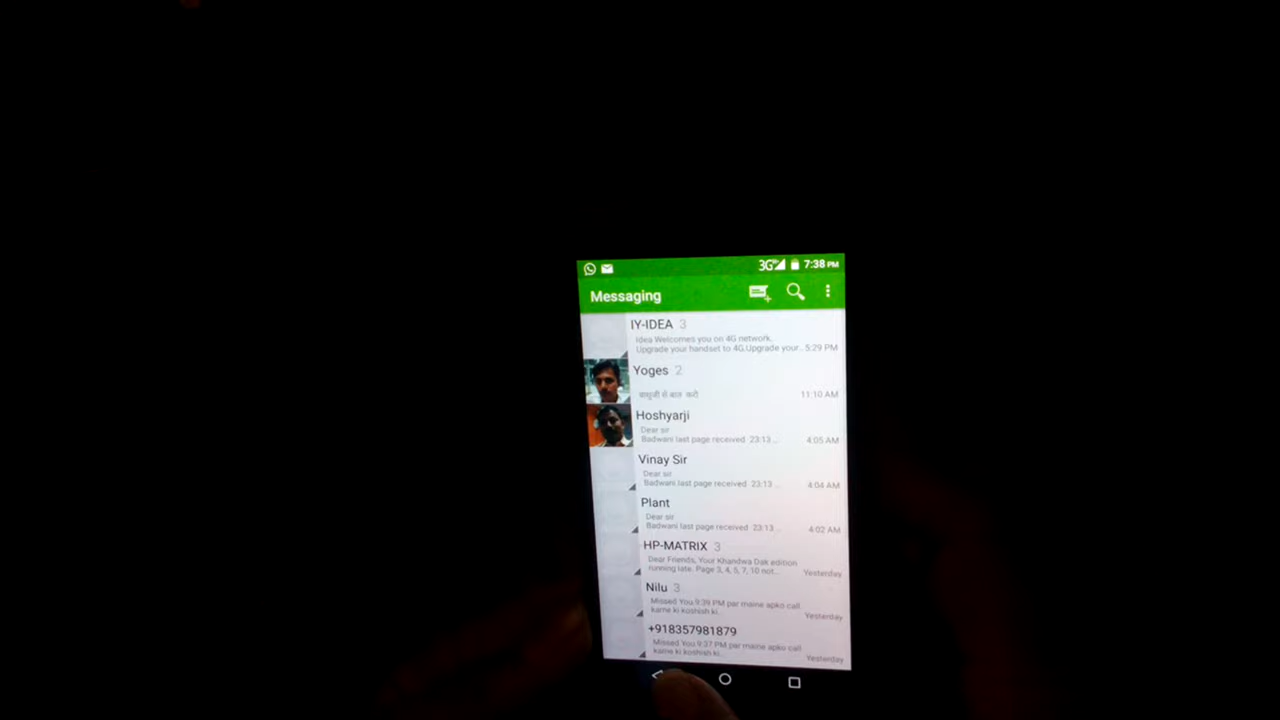 3G 7:38 PM
Messaging
IY-IDEA 3
Idea Welcomes you on 4G network.
Upgrade your handset to 4G,Upgrade your.. 5:29 PM
Yoges 2
से बात करो 11:10 AM
Hoshyarji
Dear sir
Badwani last page received 23:13 ... 4:05 AM
Vinay Sir
Dear sir
Badwani last page received 23:13 ... 4:04 AM
Plant
Dear sir
Badwani last page received 23:13 ... 4:02 AM
HP-MATRIX 3
Dear Friends, Your Khandwa Dak edition
running late. Page 3, 4, 5, 7, 10 not... Yesterday
Nilu 3
Missed You 9:39 PM par maine apko call
karne ki koshish ki... Yesterday
+918357981879
Missed You 9:37 PM par maine apko call
karne ki koshish ki... Yesterday